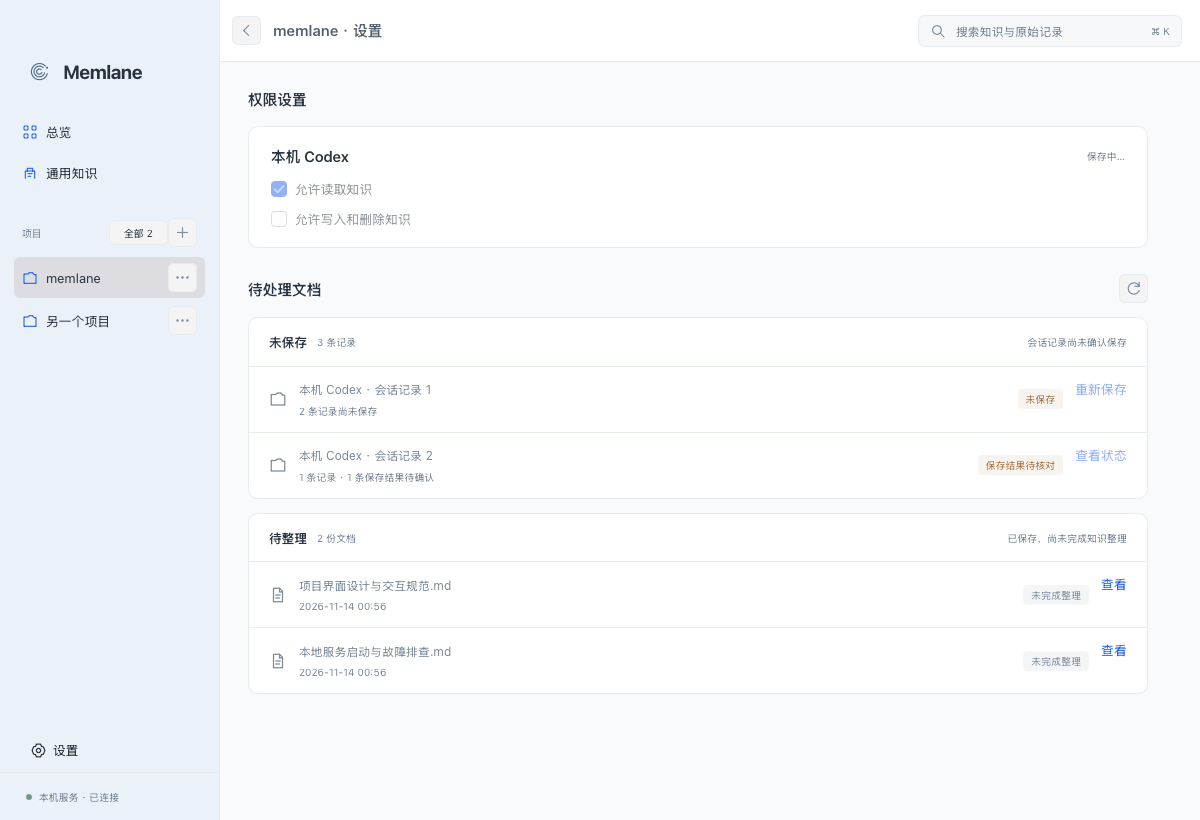 Memlane
总览
通用知识
项目
全部 2
memlane
另一个项目
设置
本机服务 · 已连接
memlane · 设置
搜索知识与原始记录
⌘ K
权限设置
本机 Codex
保存中...
允许读取知识
允许写入和删除知识
待处理文档
未保存 3 条记录
会话记录尚未确认保存
本机 Codex · 会话记录 1
2 条记录尚未保存
未保存
重新保存
本机 Codex · 会话记录 2
1 条记录 · 1 条保存结果待确认
保存结果待核对
查看状态
待整理 2 份文档
已保存，尚未完成知识整理
项目界面设计与交互规范.md
2026-11-14 00:56
未完成整理
查看
本地服务启动与故障排查.md
2026-11-14 00:56
未完成整理
查看